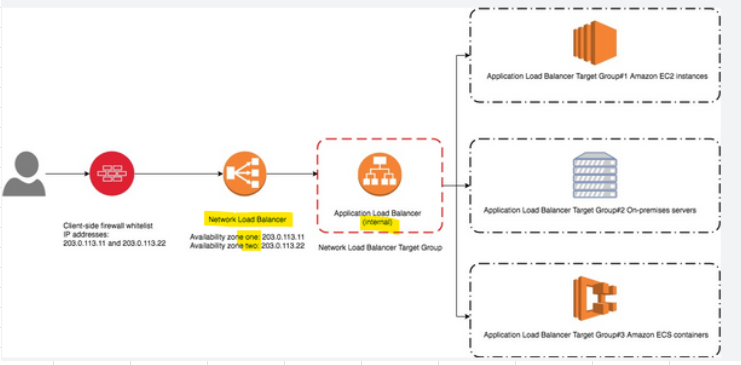 Application Load Balancer Target Group#1 Amazon EC2 instances
Client-side firewall whitelist
IP addresses:
203.0.113.11 and 203.0.113.22
Network Load Balancer
Availability zone one: 203.0.113.11
Availability zone two: 203.0.113.22
Application Load Balancer
(internal)
Network Load Balancer Target Group
Application Load Balancer Target Group#2 On-premises servers
Application Load Balancer Target Group#3 Amazon ECS containers